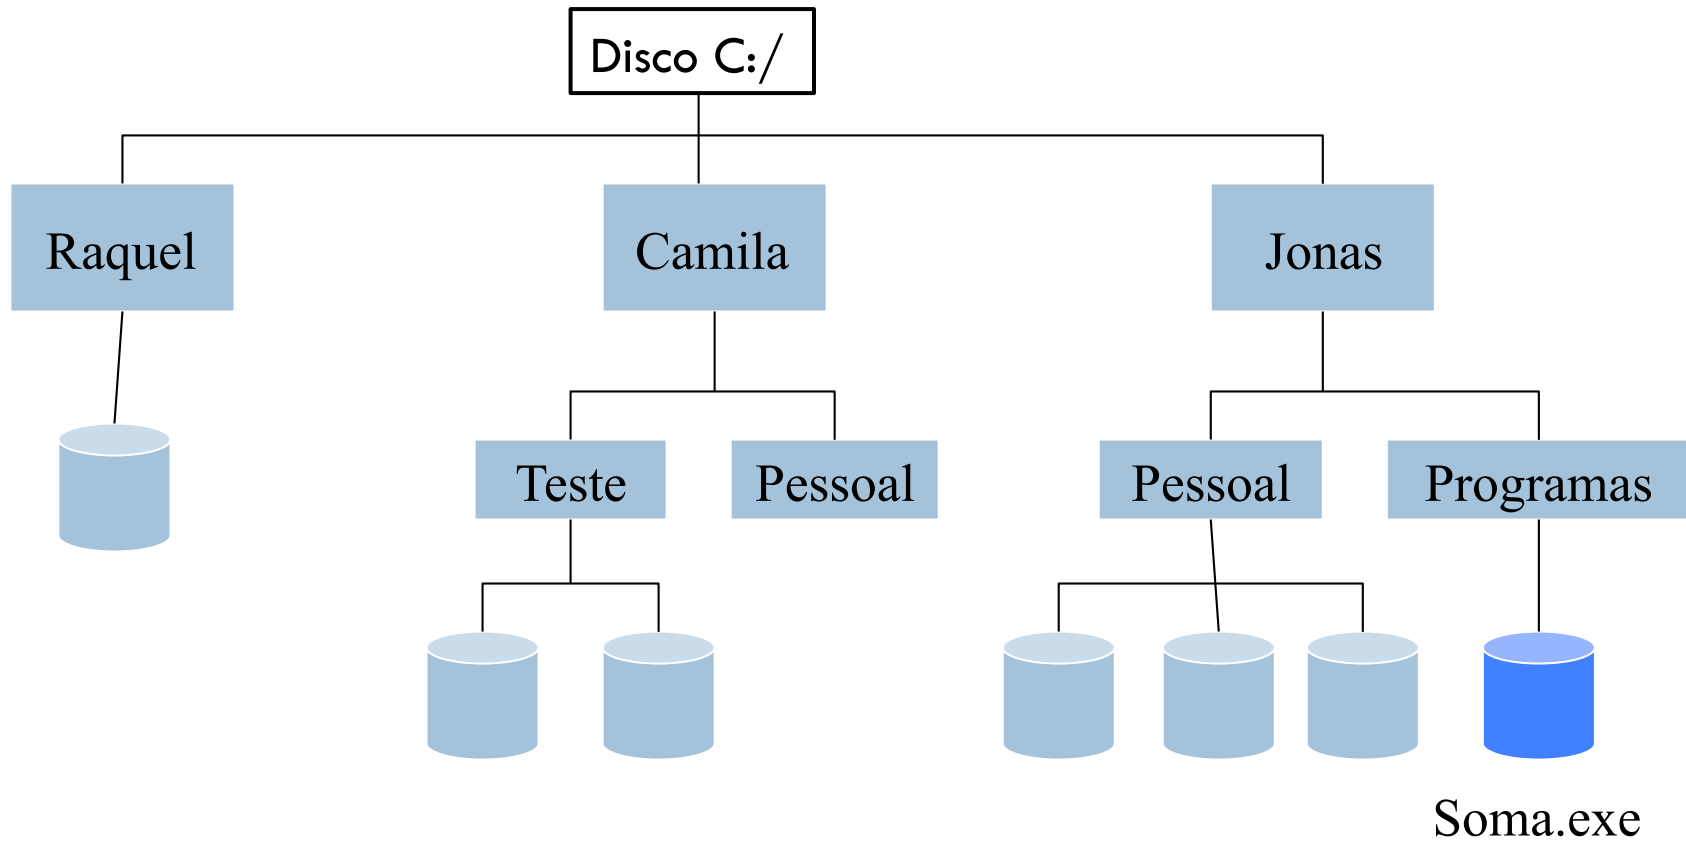 Disco C:/
Raquel
Camila
Jonas
Teste
Pessoal
Pessoal
Programas
Soma.exe